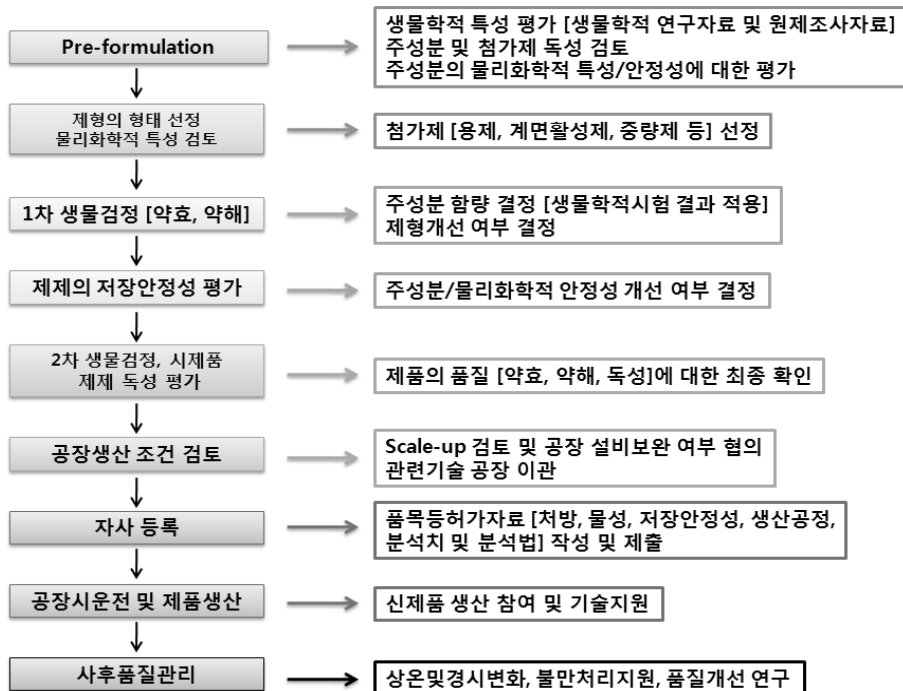 Pre-formulation
생물학적 특성 평가 [생물학적 연구자료 및 원제조사자료]
주성분 및 첨가제 독성 검토
주성분의 물리화학적 특성/안정성에 대한 평가
제형의 형태 선정
물리화학적 특성 검토
첨가제 [용제, 계면활성제, 증량제 등] 선정
1차 생물검정 [약효, 약해]
주성분 함량 결정 [생물학적시험 결과 적용]
제형개선 여부 결정
제제의 저장안정성 평가
주성분/물리화학적 안정성 개선 여부 결정
2차 생물검정, 시제품
제제 독성 평가
제품의 품질 [약효, 약해, 독성]에 대한 최종 확인
공장생산 조건 검토
Scale-up 검토 및 공장 설비보완 여부 협의
관련기술 공장 이관
자사 등록
품목등허가자료 [처방, 물성, 저장안정성, 생산공정,
분석치 및 분석법] 작성 및 제출
공장시운전 및 제품생산
신제품 생산 참여 및 기술지원
사후품질관리
상온및경시변화, 불만처리지원, 품질개선 연구